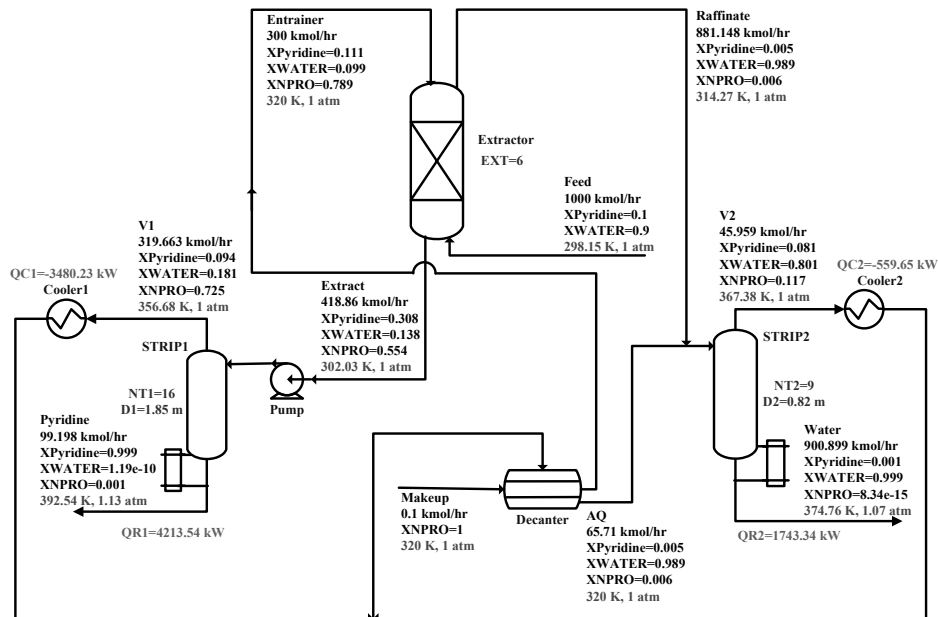 Entrainer
300 kmol/hr
XPyridine=0.111
XWATER=0.099
XNPRO=0.789
320 K, 1 atm
Raffinate
881.148 kmol/hr
XPyridine=0.005
XWATER=0.989
XNPRO=0.006
314.27 K, 1 atm
Extractor
EXT=6
Feed
1000 kmol/hr
XPyridine=0.1
XWATER=0.9
298.15 K, 1 atm
V1
319.663 kmol/hr
XPyridine=0.094
XWATER=0.181
XNPRO=0.725
356.68 K, 1 atm
QC1=-3480.23 kW
Cooler1
Extract
418.86 kmol/hr
XPyridine=0.308
XWATER=0.138
XNPRO=0.554
302.03 K, 1 atm
V2
45.959 kmol/hr
XPyridine=0.081
XWATER=0.801
XNPRO=0.117
367.38 K, 1 atm
QC2=-559.65 kW
Cooler2
STRIP1
NT1=16
D1=1.85 m
Pump
STRIP2
NT2=9
D2=0.82 m
Pyridine
99.198 kmol/hr
XPyridine=0.999
XWATER=1.19e-10
XNPRO=0.001
392.54 K, 1.13 atm
QR1=4213.54 kW
Makeup
0.1 kmol/hr
XNPRO=1
320 K, 1 atm
Decanter
AQ
65.71 kmol/hr
XPyridine=0.005
XWATER=0.989
XNPRO=0.006
320 K, 1 atm
Water
900.899 kmol/hr
XPyridine=0.001
XWATER=0.999
XNPRO=8.34e-15
374.76 K, 1.07 atm
QR2=1743.34 kW